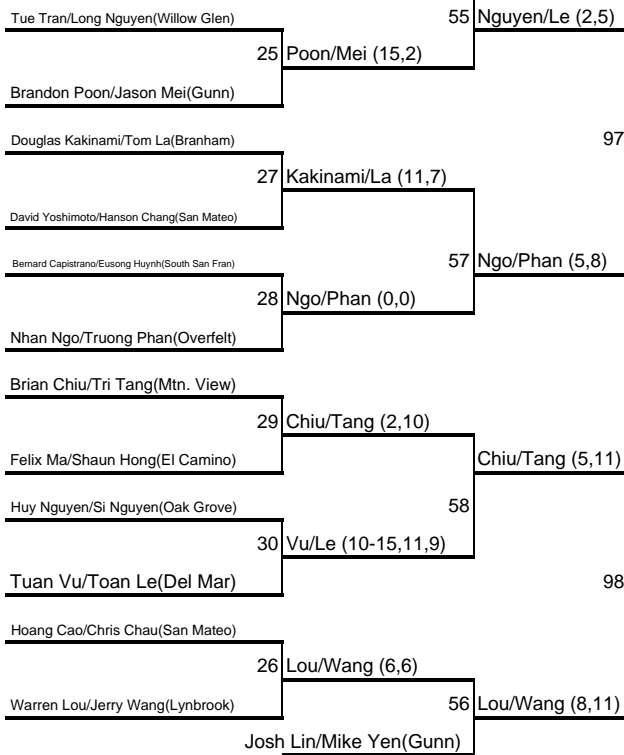 Tue Tran/Long Nguyen(Willow Glen)
55 Nguyen/Le (2,5)
25 Poon/Mei (15,2)
Brandon Poon/Jason Mei(Gunn)
Douglas Kakinami/Tom La(Branham)
97
27 Kakinami/La (11,7)
David Yoshimoto/Hanson Chang(San Mateo)
Bernard Capistrano/Eusong Huynh(South San Fran)
57 Ngo/Phan (5,8)
28 Ngo/Phan (0,0)
Nhan Ngo/Truong Phan(Overfelt)
Brian Chiu/Tri Tang(Mtn. View)
29 Chiu/Tang (2,10)
Felix Ma/Shaun Hong(El Camino)
Chiu/Tang (5,11)
Huy Nguyen/Si Nguyen(Oak Grove)
58
30 Vu/Le (10-15,11,9)
Tuan Vu/Toan Le(Del Mar)
98
Hoang Cao/Chris Chau(San Mateo)
26 Lou/Wang (6,6)
Warren Lou/Jerry Wang(Lynbrook)
56 Lou/Wang (8,11)
Josh Lin/Mike Yen(Gunn)